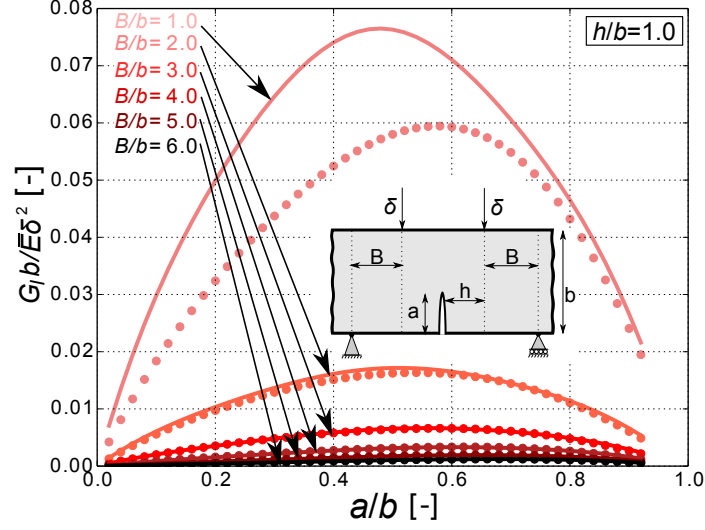 0.08
0.07
0.06
0.05
0.04
0.03
0.02
0.01
0.00
G_I b/Ēδ² [-]
B/b= 1.0
B/b= 2.0
B/b= 3.0
B/b= 4.0
B/b= 5.0
B/b= 6.0
h/b=1.0
δ δ
B B
a h b
0.0 0.2 0.4 0.6 0.8 1.0
a/b [-]